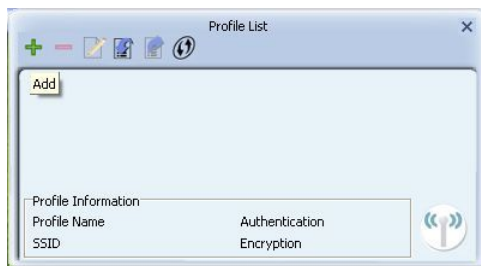 Profile List
Add
Profile Information
Profile Name Authentication
SSID Encryption